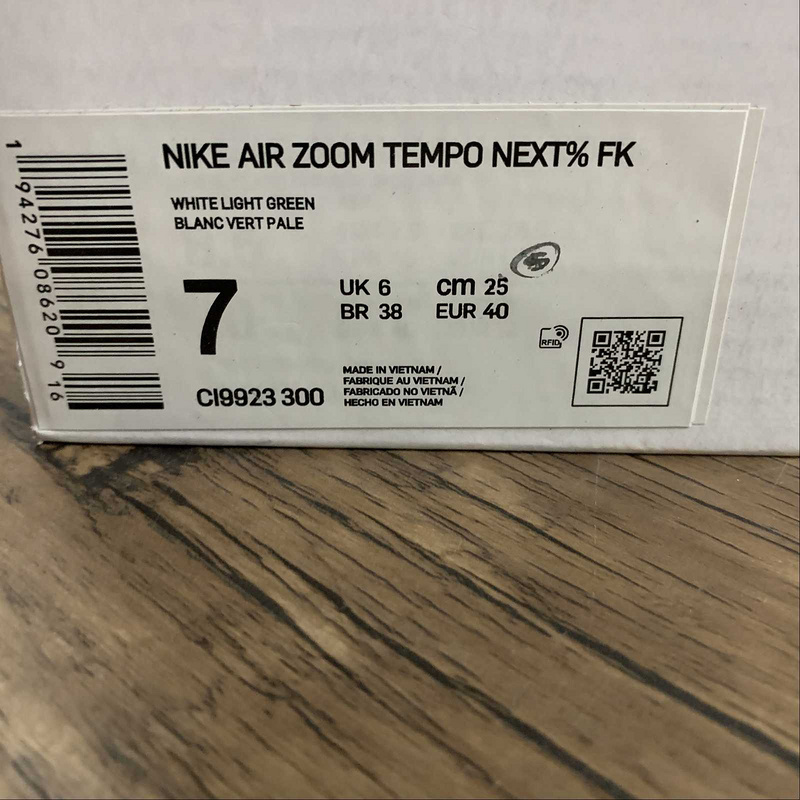 NIKE AIR ZOOM TEMPO NEXT% FK
WHITE LIGHT GREEN
BLANC VERT PALE
7
UK 6 cm 25
BR 38 EUR 40
RFID
CI9923 300
MADE IN VIETNAM /
FABRIQUE AU VIETNAM /
FABRICADO NO VIETNÃ /
HECHO EN VIETNAM
1 94276 08620 9 16